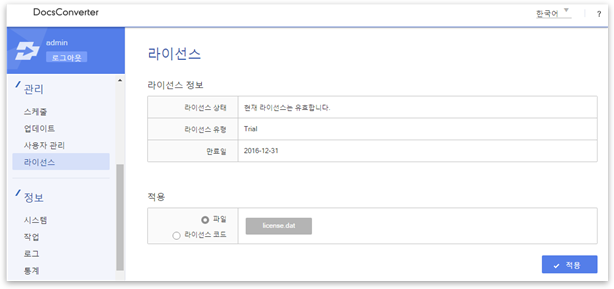 DocsConverter
한국어
?
admin
로그아웃
관리
스케줄
업데이트
사용자 관리
라이선스
정보
시스템
작업
로그
통계
라이선스
라이선스 정보
라이선스 상태 현재 라이선스는 유효합니다.
라이선스 유형 Trial
만료일 2016-12-31
적용
파일
라이선스 코드
license.dat
적용